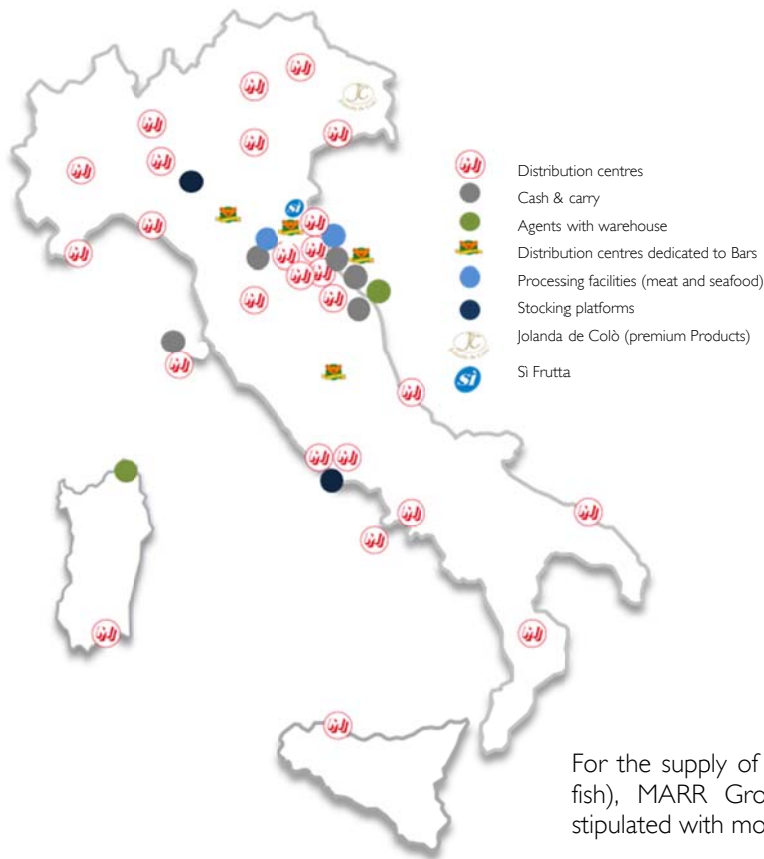 Distribution centres
Cash & carry
Agents with warehouse
Distribution centres dedicated to Bars
Processing facilities (meat and seafood)
Stocking platforms
Jolanda de Colò (premium Products)
sì Sì Frutta
For the supply of
fish), MARR Gro
stipulated with mo